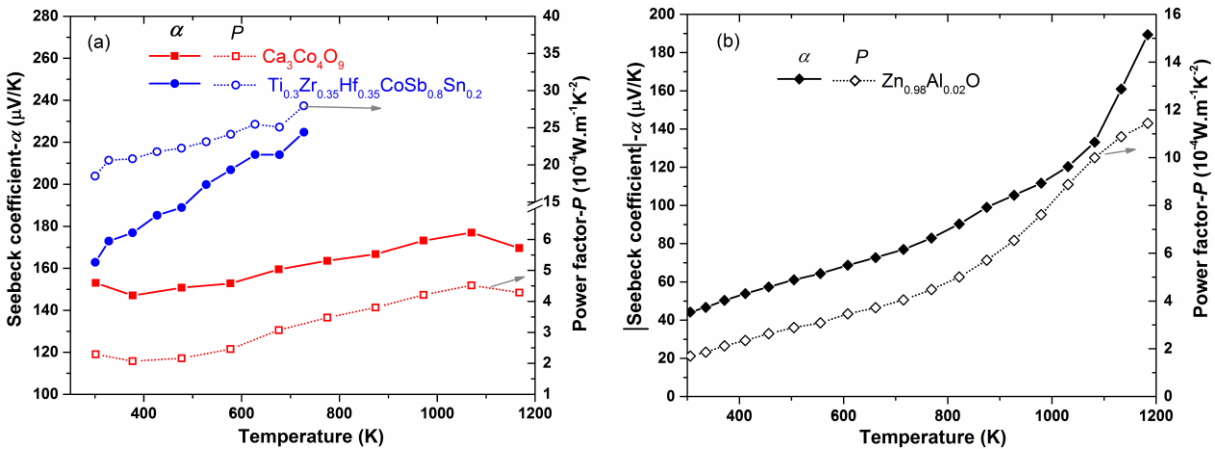 (a)
α P
Ca3Co4O9
Ti0.3Zr0.35Hf0.35CoSb0.8Sn0.2
Seebeck coefficient-α (μV/K)
280
260
240
220
200
180
160
140
120
100
Power factor-P (10-4W.m-1K-2)
40
35
30
25
20
15
6
5
4
3
2
1
400 600 800 1000 1200
Temperature (K)
(b)
α P
Zn0.98Al0.02O
|Seebeck coefficient|-α (μV/K)
200
180
160
140
120
100
80
60
40
20
0
Power factor-P (10-4W.m-1K-2)
16
14
12
10
8
6
4
2
0
400 600 800 1000 1200
Temperature (K)